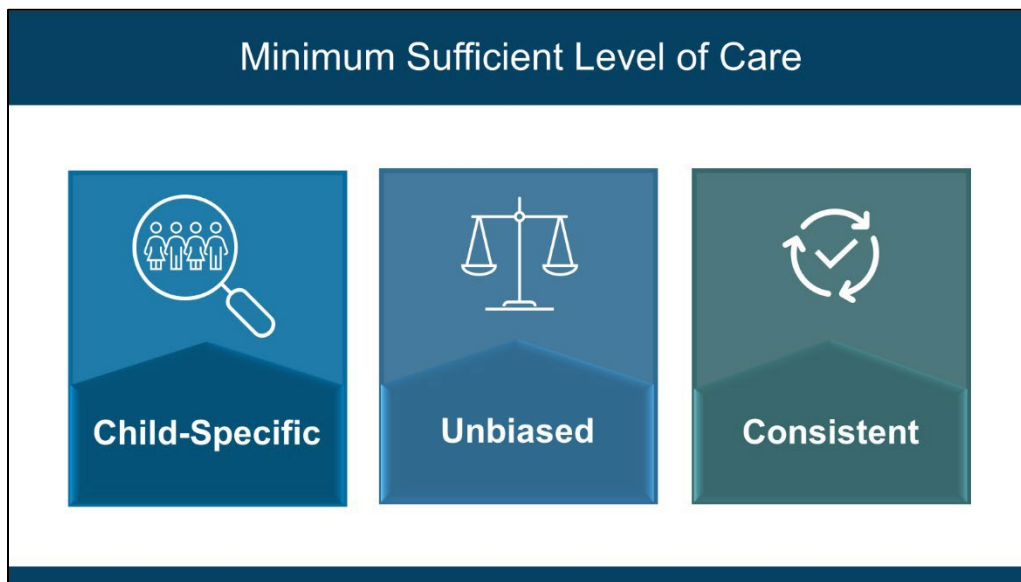 Minimum Sufficient Level of Care
Child-Specific
Unbiased
Consistent